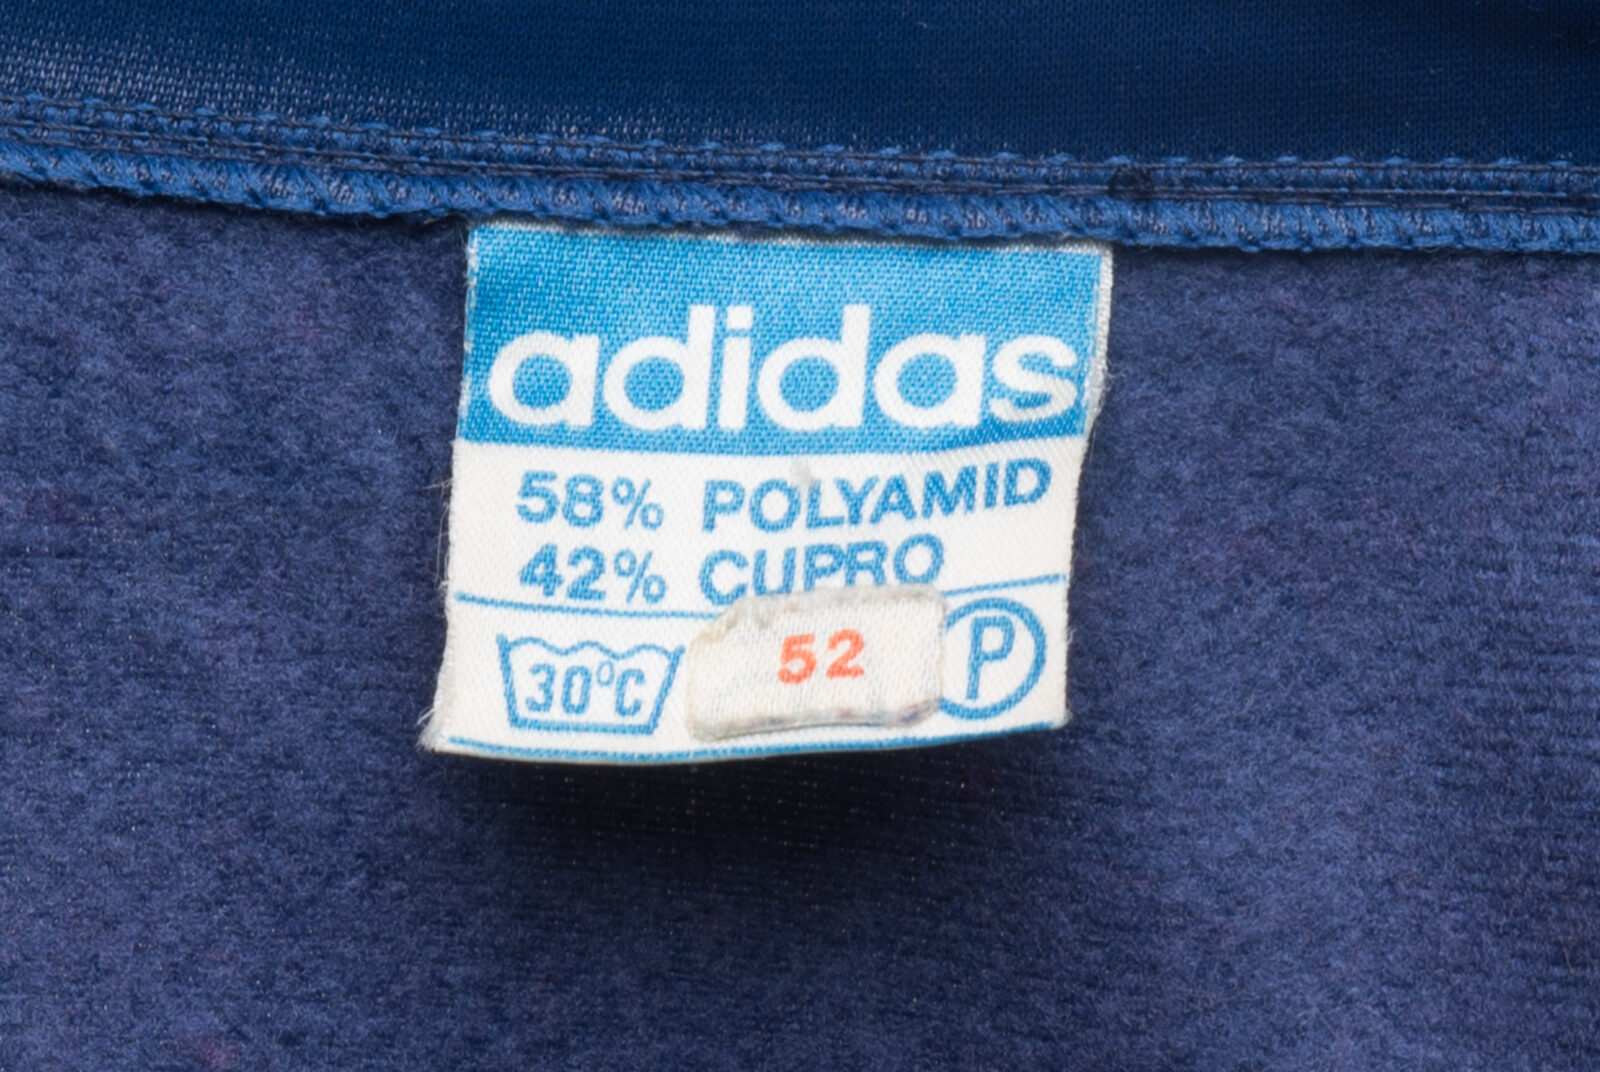 adidas
58% POLYAMID
42% CUPRO
30°C 52 P